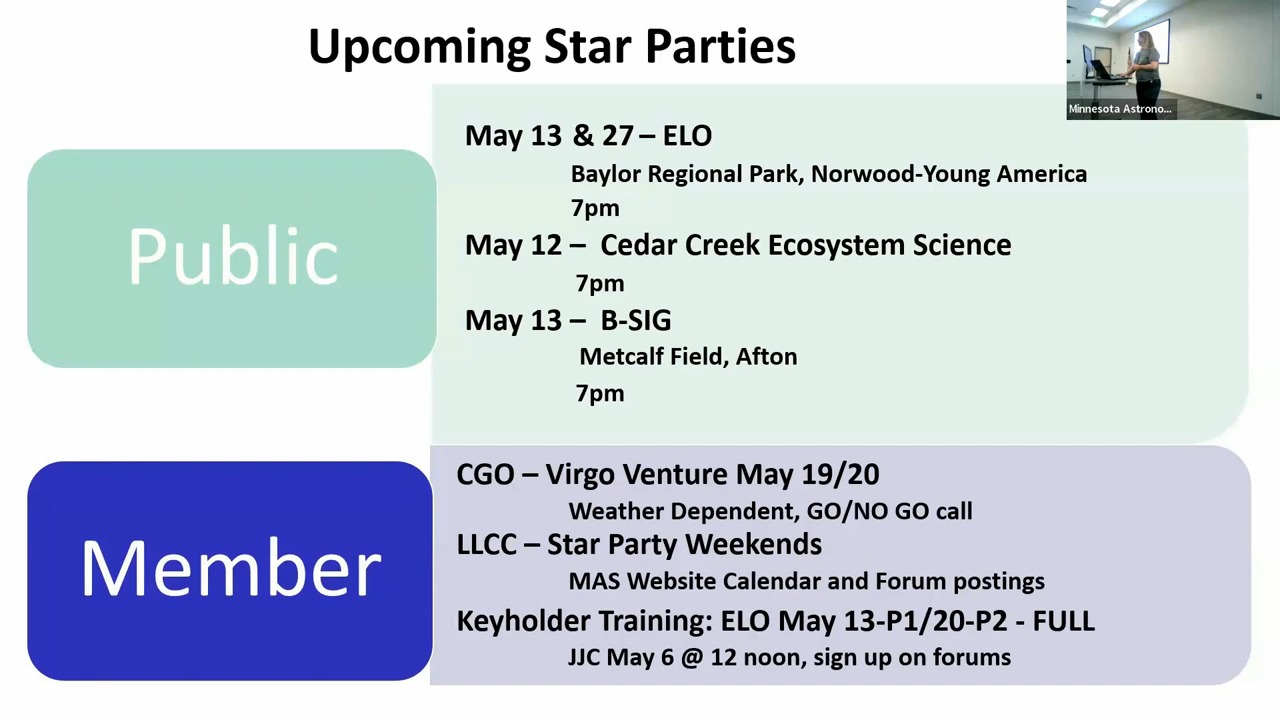 Upcoming Star Parties
Minnesota Astrono...
Public
May 13 & 27 – ELO
Baylor Regional Park, Norwood-Young America
7pm
May 12 – Cedar Creek Ecosystem Science
7pm
May 13 – B-SIG
Metcalf Field, Afton
7pm
Member
CGO – Virgo Venture May 19/20
Weather Dependent, GO/NO GO call
LLCC – Star Party Weekends
MAS Website Calendar and Forum postings
Keyholder Training: ELO May 13-P1/20-P2 - FULL
JJC May 6 @ 12 noon, sign up on forums